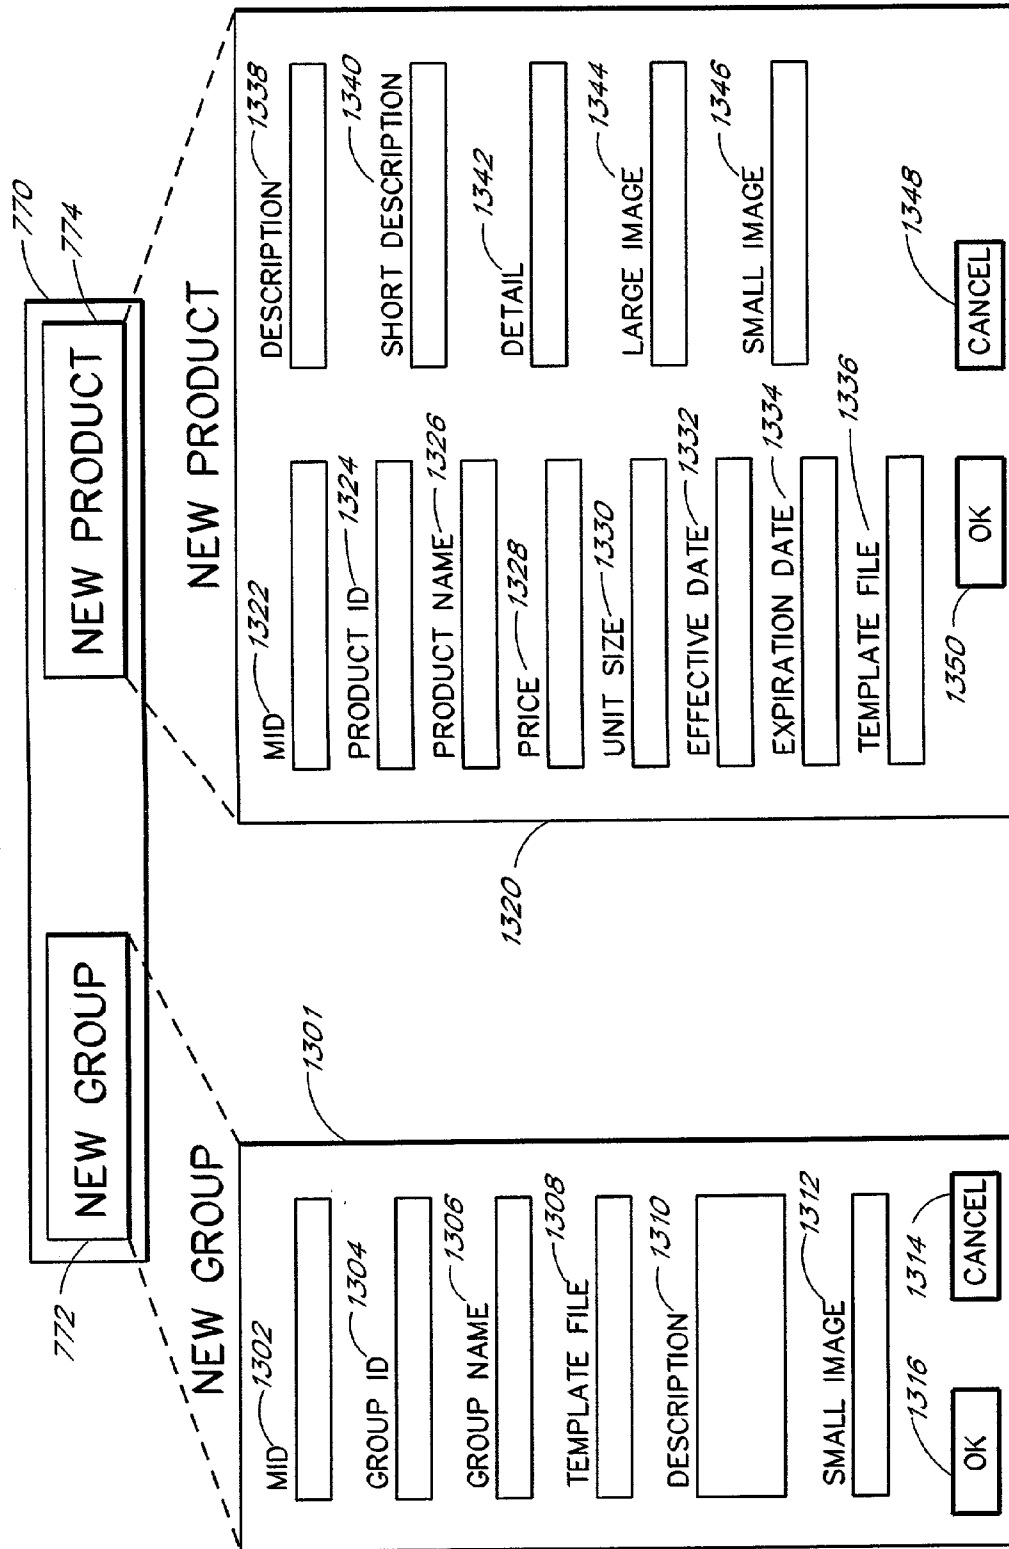 770
772
NEW GROUP
NEW PRODUCT
774
NEW GROUP
1301
MID
1302
GROUP ID
1304
GROUP NAME
1306
TEMPLATE FILE
1308
DESCRIPTION
1310
SMALL IMAGE
1312
1316
OK
1314
CANCEL
NEW PRODUCT
1320
MID
1322
PRODUCT ID
1324
PRODUCT NAME
1326
PRICE
1328
UNIT SIZE
1330
EFFECTIVE DATE
1332
EXPIRATION DATE
1334
TEMPLATE FILE
1336
DESCRIPTION
1338
SHORT DESCRIPTION
1340
DETAIL
1342
LARGE IMAGE
1344
SMALL IMAGE
1346
1350
OK
CANCEL
1348